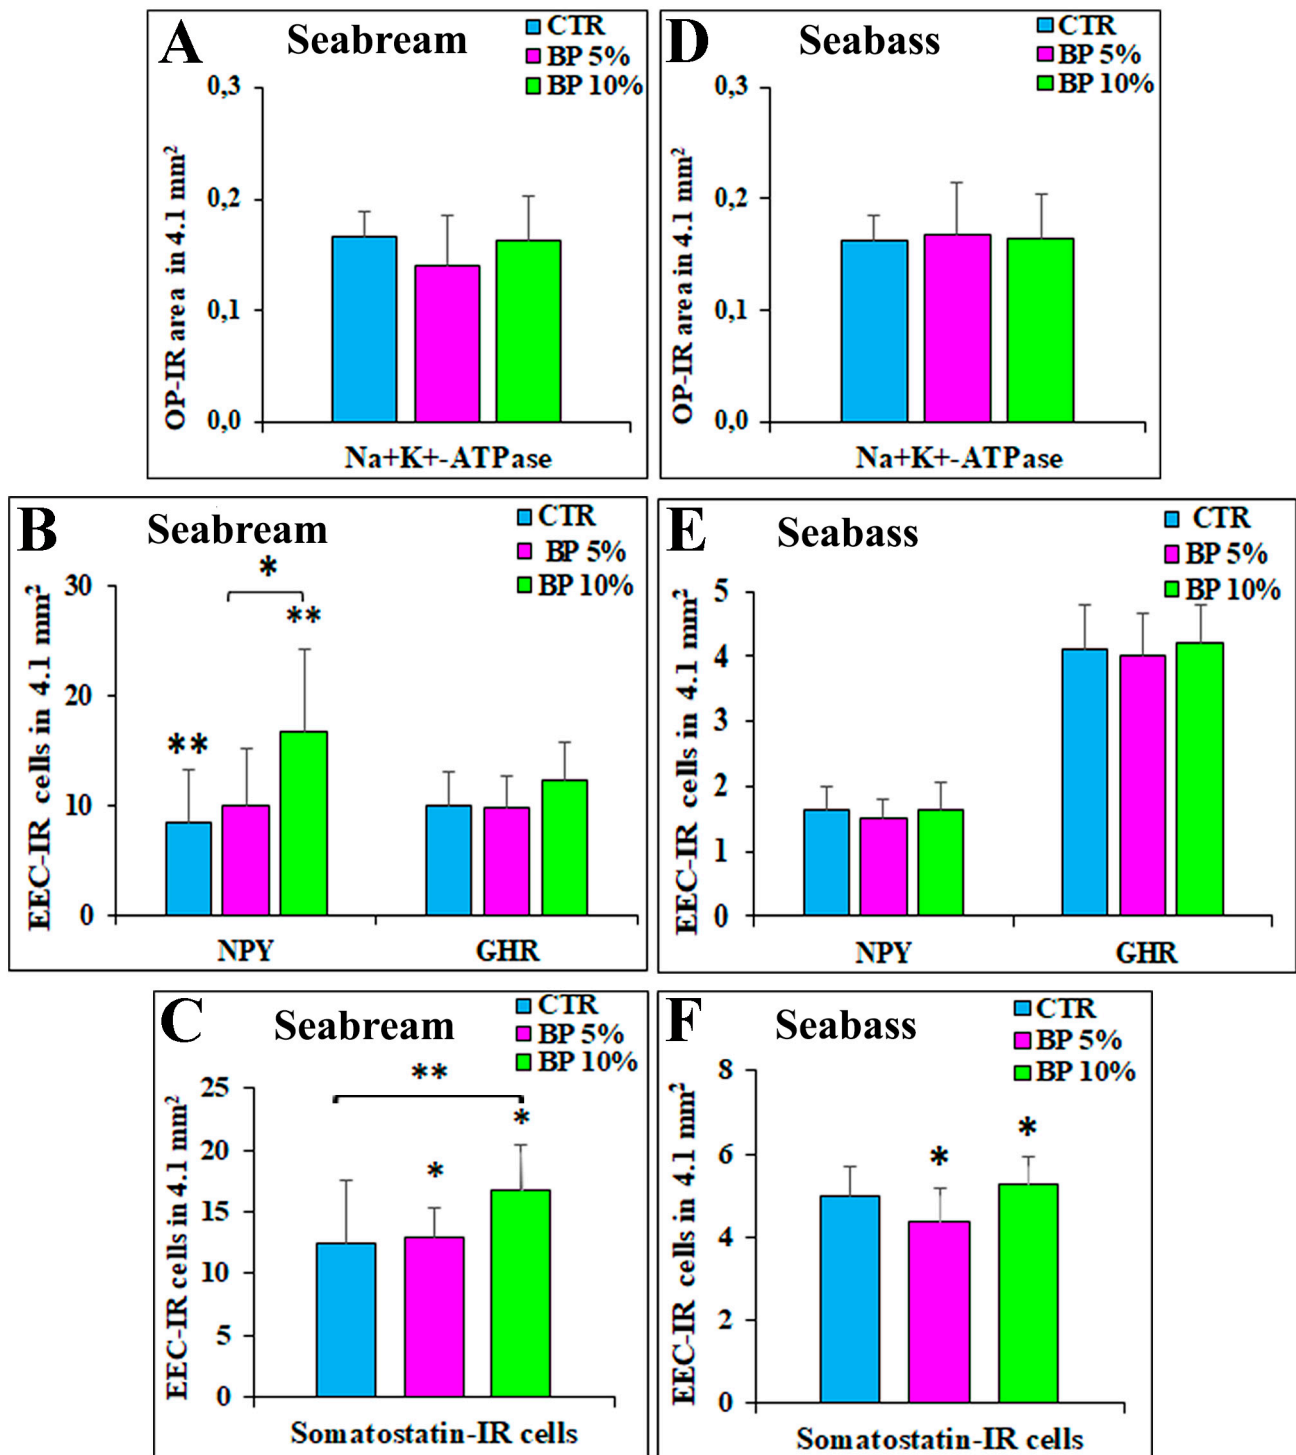 A
Seabream
CTR
BP 5%
BP 10%
OP-IR area in 4.1 mm²
0,3
0,2
0,1
0,0
Na+K+-ATPase
D
Seabass
CTR
BP 5%
BP 10%
OP-IR area in 4.1 mm²
0,3
0,2
0,1
0,0
Na+K+-ATPase
B
Seabream
CTR
BP 5%
BP 10%
EEC-IR cells in 4.1 mm²
30
20
10
0
*
**
**
NPY
GHR
E
Seabass
CTR
BP 5%
BP 10%
EEC-IR cells in 4.1 mm²
5
4
3
2
1
0
NPY
GHR
C
Seabream
CTR
BP 5%
BP 10%
EEC-IR cells in 4.1 mm²
25
20
15
10
5
0
**
*
*
Somatostatin-IR cells
F
Seabass
CTR
BP 5%
BP 10%
EEC-IR cells in 4.1 mm²
8
6
4
2
0
*
*
Somatostatin-IR cells